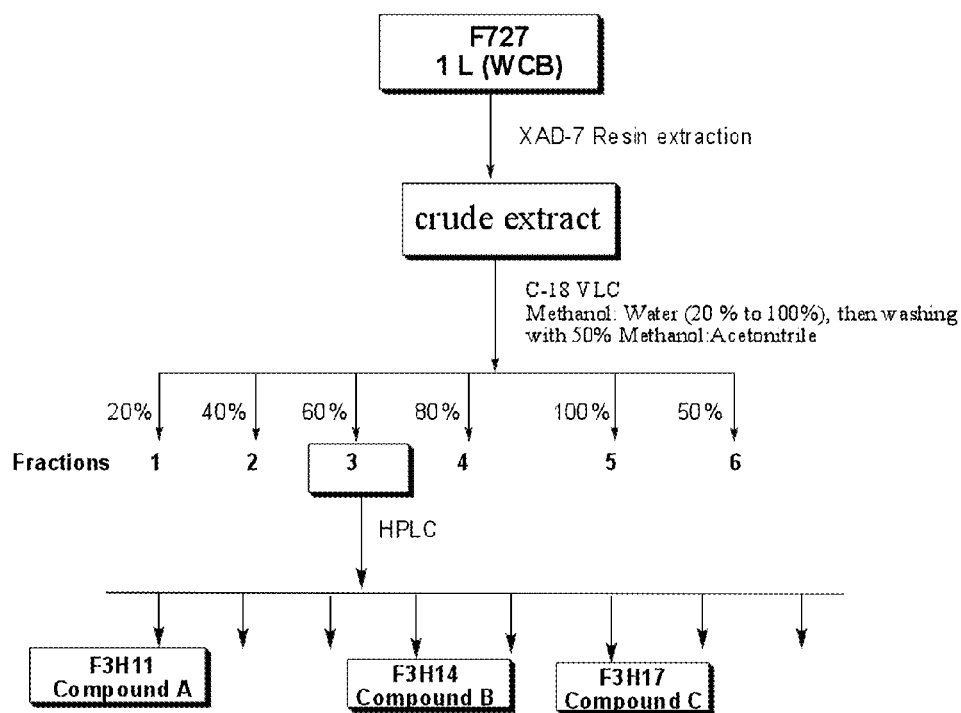 F727
1 L (WCB)
XAD-7 Resin extraction
crude extract
C-18 VLC
Methanol: Water (20 % to 100%), then washing
with 50% Methanol:Acetonitrile
20% 40% 60% 80% 100% 50%
Fractions 1 2 3 4 5 6
HPLC
F3H11
Compound A
F3H14
Compound B
F3H17
Compound C